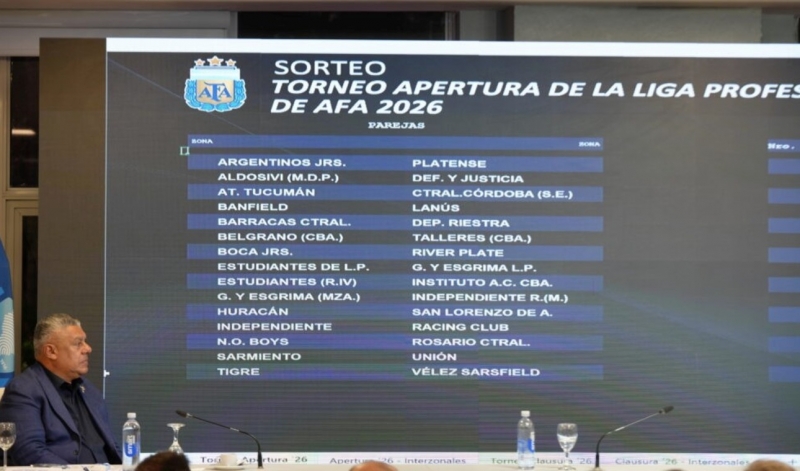 AFA
SORTEO
TORNEO APERTURA DE LA LIGA PROFES
DE AFA 2026
PAREJAS
ZONA ZONA
Nro.
ARGENTINOS JRS. PLATENSE
ALDOSIVI (M.D.P.) DEF. Y JUSTICIA
AT. TUCUMÁN CTRAL.CÓRDOBA (S.E.)
BANFIELD LANÚS
BARRACAS CTRAL. DEP. RIESTRA
BELGRANO (CBA.) TALLERES (CBA.)
BOCA JRS. RIVER PLATE
ESTUDIANTES DE L.P. G. Y ESGRIMA L.P.
ESTUDIANTES (R.IV) INSTITUTO A.C. CBA.
G. Y ESGRIMA (MZA.) INDEPENDIENTE R.(M.)
HURACÁN SAN LORENZO DE A.
INDEPENDIENTE RACING CLUB
N.O. BOYS ROSARIO CTRAL.
SARMIENTO UNIÓN
TIGRE VÉLEZ SARSFIELD
Torneo Apertura '26 Apertura '26 - Interzonales Torneo Clausura '26 Clausura '26 - Interzonales